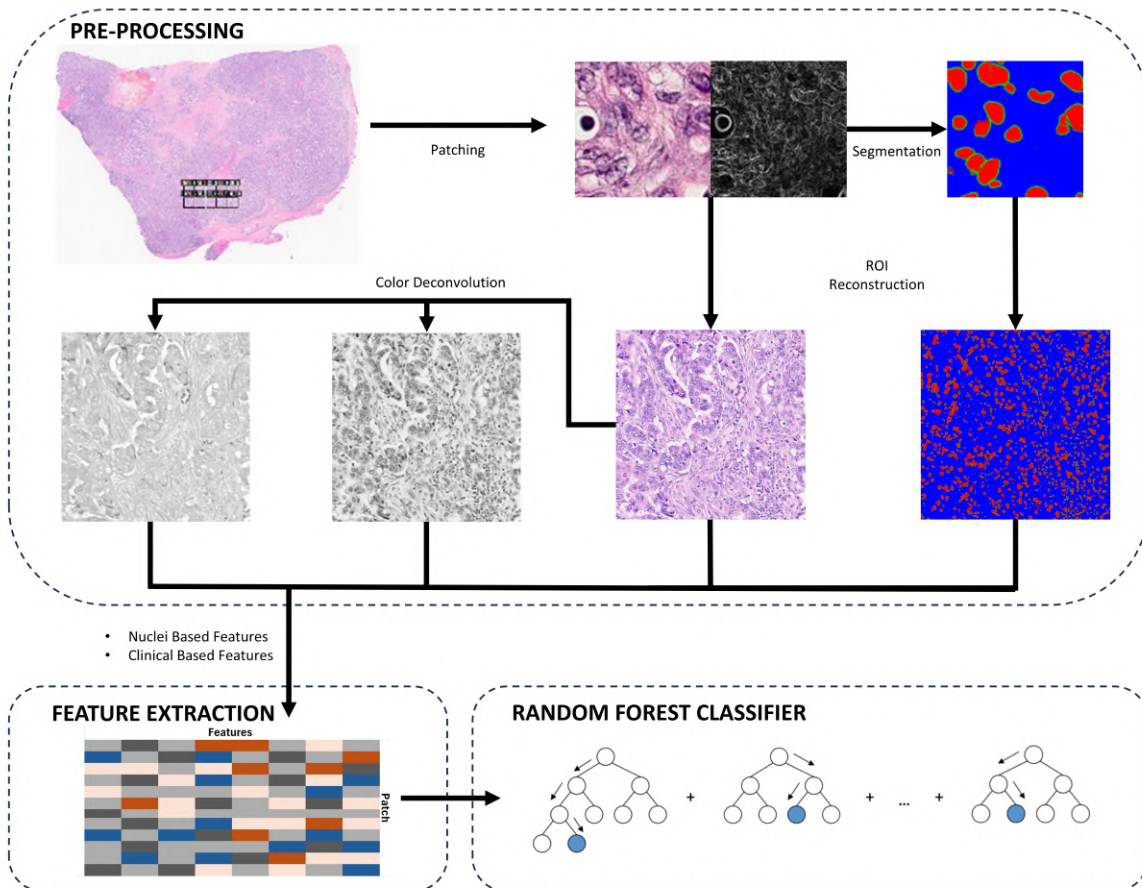 PRE-PROCESSING
Patching
Segmentation
Color Deconvolution
ROI
Reconstruction
• Nuclei Based Features
• Clinical Based Features
FEATURE EXTRACTION
Features
Patch
RANDOM FOREST CLASSIFIER
+ + ... +